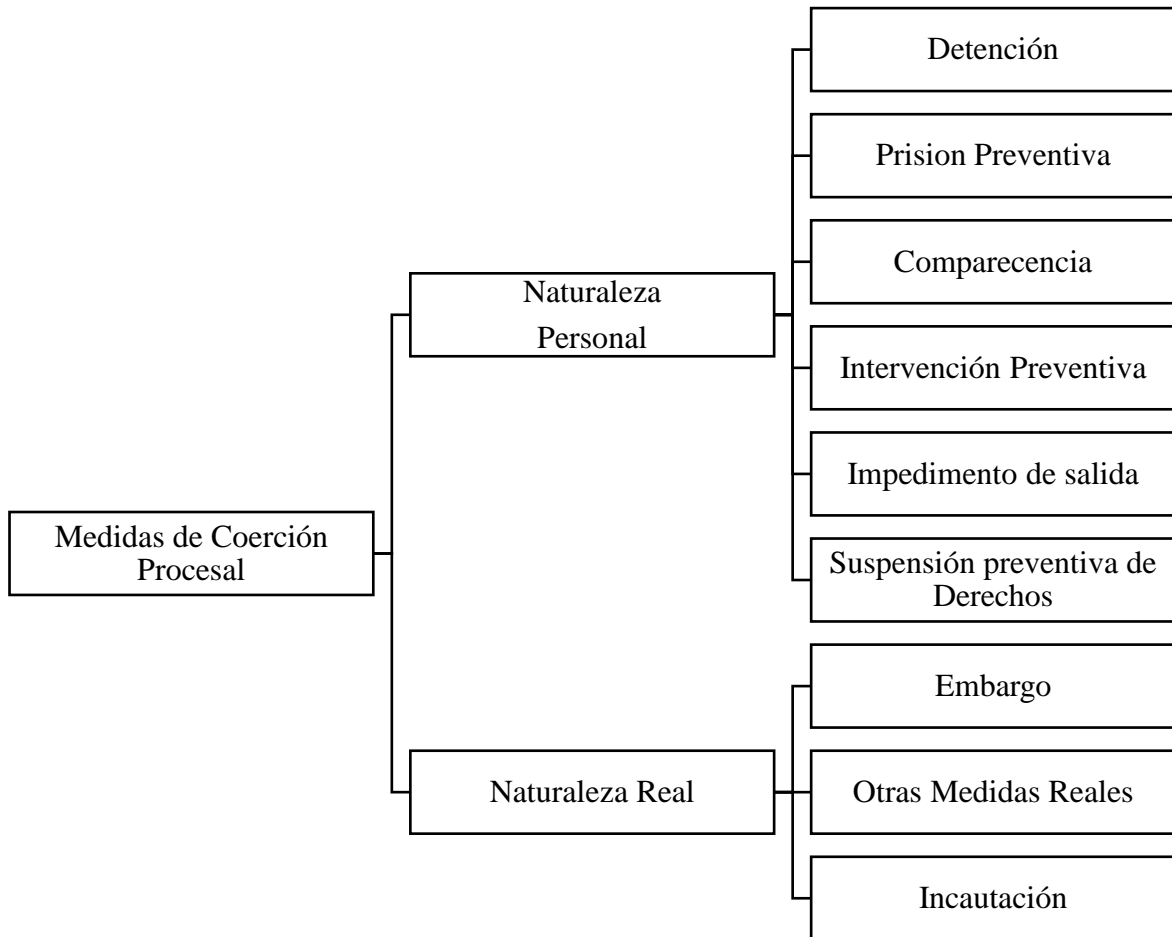 Medidas de Coerción
Procesal
Naturaleza
Personal
Detención
Prision Preventiva
Comparecencia
Intervención Preventiva
Impedimento de salida
Suspensión preventiva de
Derechos
Naturaleza Real
Embargo
Otras Medidas Reales
Incautación